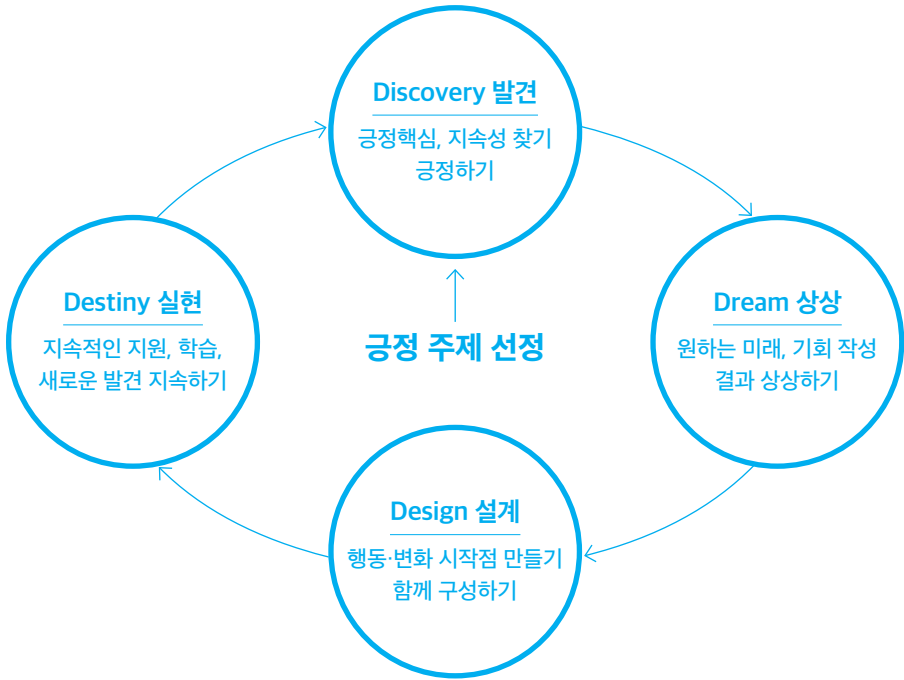 Discovery 발견
긍정핵심, 지속성 찾기
긍정하기
Destiny 실현
지속적인 지원, 학습,
새로운 발견 지속하기
긍정 주제 선정
Dream 상상
원하는 미래, 기회 작성
결과 상상하기
Design 설계
행동·변화 시작점 만들기
함께 구성하기